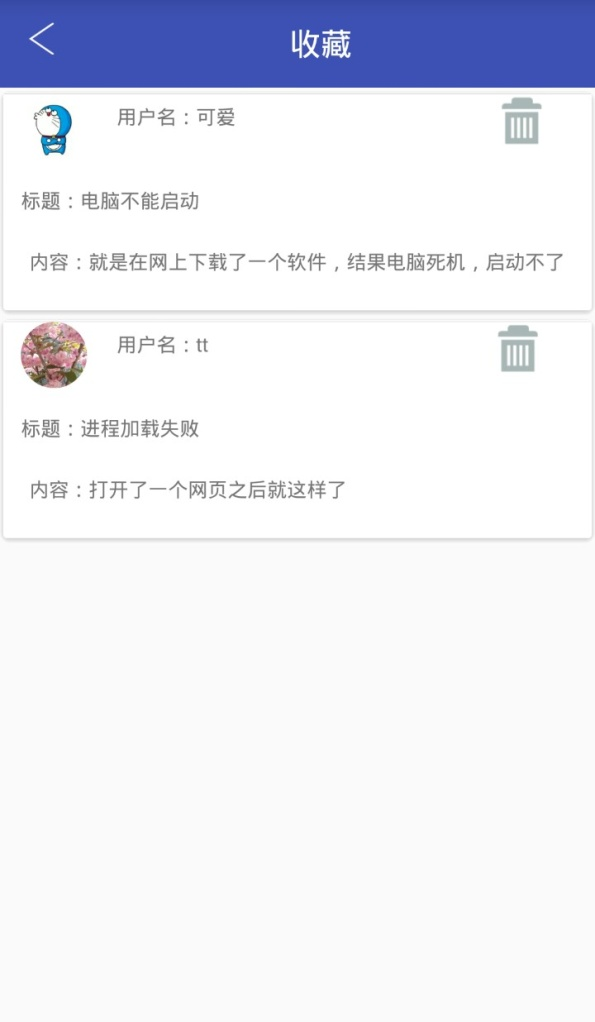 收藏
用户名：可爱
标题：电脑不能启动
内容：就是在网上下载了一个软件，结果电脑死机，启动不了
用户名：tt
标题：进程加载失败
内容：打开了一个网页之后就这样了